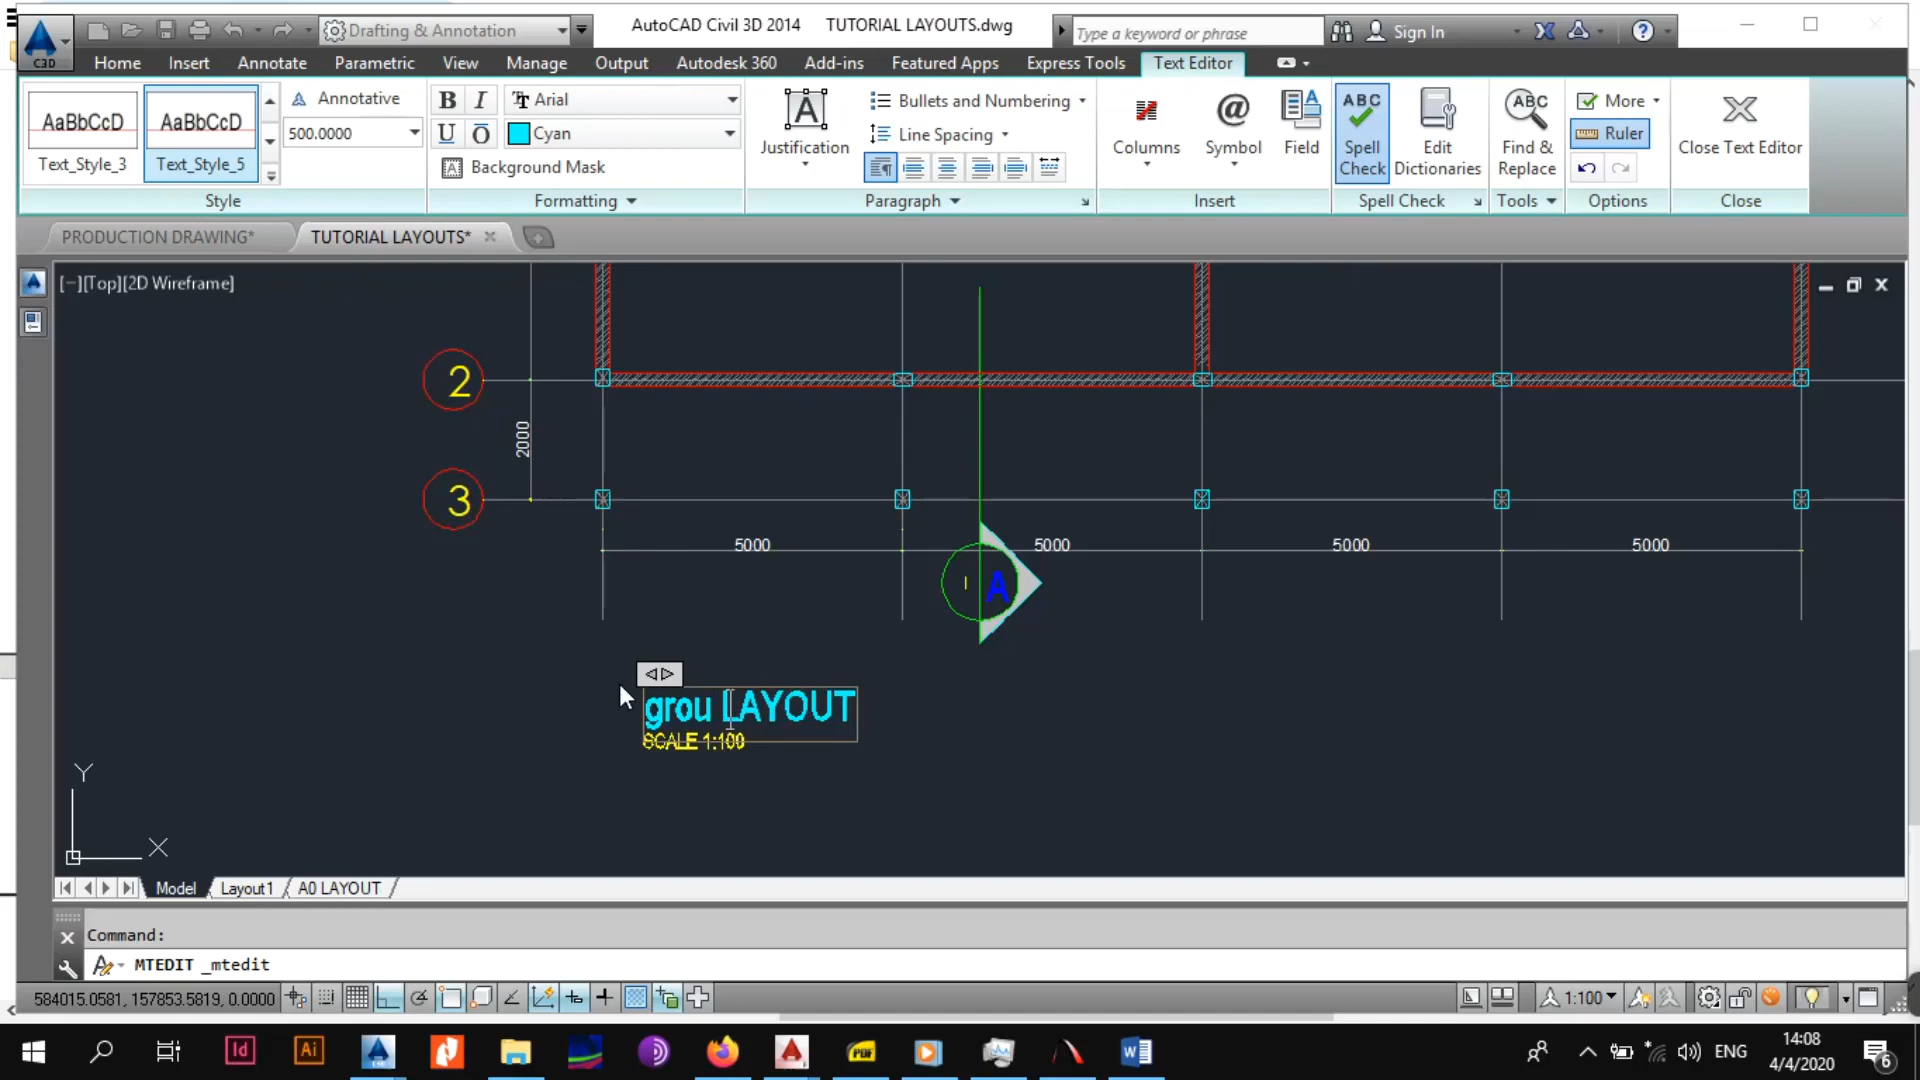 AutoCAD Civil 3D 2014 TUTORIAL LAYOUTS.dwg
Drafting & Annotation
Type a keyword or phrase
Sign In
C3D
Home Insert Annotate Parametric View Manage Output Autodesk 360 Add-ins Featured Apps Express Tools Text Editor
AaBbCcD AaBbCcD
Text_Style_3 Text_Style_5
Annotative
500.0000
Style
B I Arial
U O Cyan
Background Mask
Formatting
A
Justification
Bullets and Numbering
Line Spacing
Paragraph
Columns
@
Symbol
A
Field
Insert
ABC
Spell Check
Edit Dictionaries
Spell Check
ABC
Find & Replace
Tools
More
Ruler
Options
Close Text Editor
Close
PRODUCTION DRAWING*
TUTORIAL LAYOUTS*
[−][Top][2D Wireframe]
2
2000
3
5000 5000 5000 5000
I A
grou LAYOUT
SCALE 1:100
Y
X
Model Layout1 A0 LAYOUT
Command:
MTEDIT _mtedit
584015.0581, 157853.5819, 0.0000
1:100
Id
Ai
PDF
W
ENG
14:08
4/4/2020
6